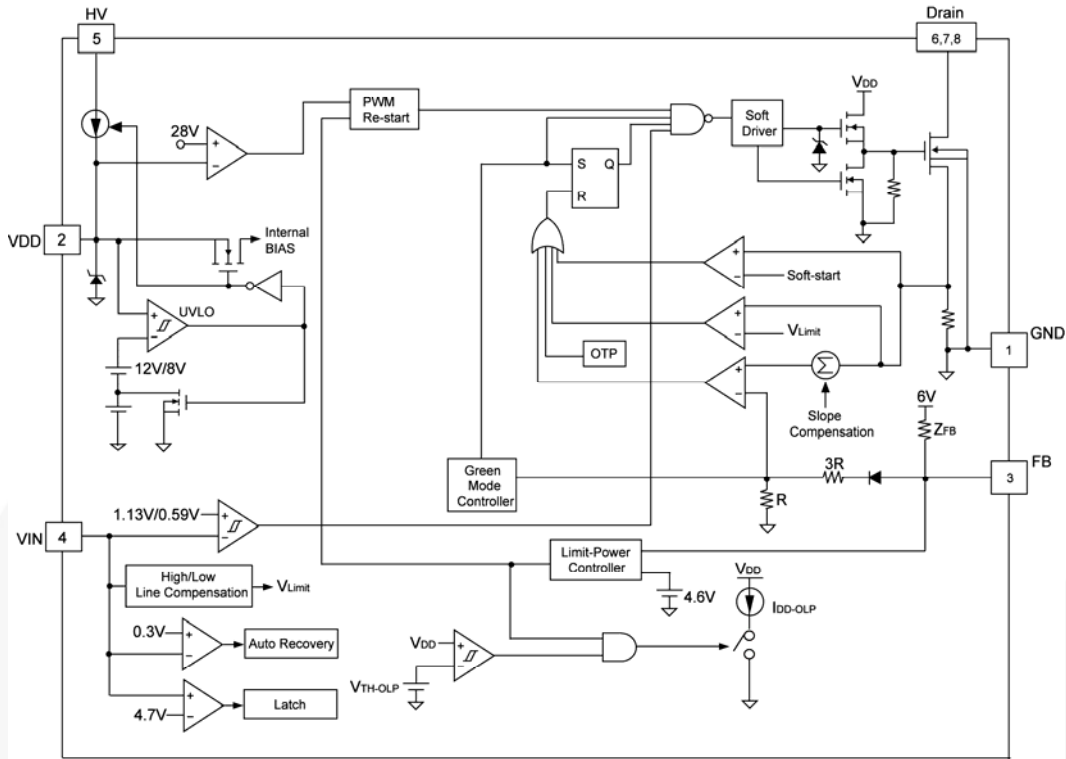 HV
5
Drain
6,7,8
VDD
PWM
Re-start
28V
+
−
Soft
Driver
S Q
R
VDD
2
Internal
BIAS
UVLO
+
−
12V/8V
+
−
Soft-start
+
−
VLimit
OTP
+
−
Σ
Slope
Compensation
GND
1
6V
ZFB
FB
3
3R
R
Green
Mode
Controller
VIN
4
1.13V/0.59V
+
−
High/Low
Line Compensation
VLimit
0.3V
+
−
Auto Recovery
+
4.7V
−
Latch
Limit-Power
Controller
4.6V
VDD
IDD-OLP
VDD
+
−
VTH-OLP